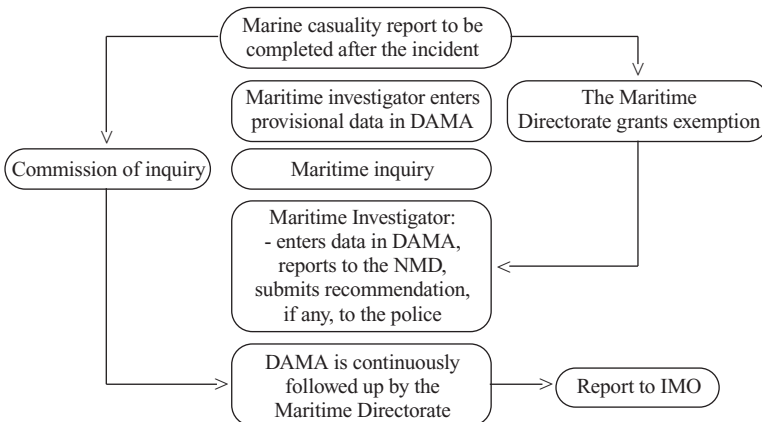 Marine casuality report to be
completed after the incident
Maritime investigator enters
provisional data in DAMA
The Maritime
Directorate grants exemption
Commission of inquiry
Maritime inquiry
Maritime Investigator:
- enters data in DAMA,
reports to the NMD,
submits recommendation,
if any, to the police
DAMA is continuously
followed up by the
Maritime Directorate
Report to IMO